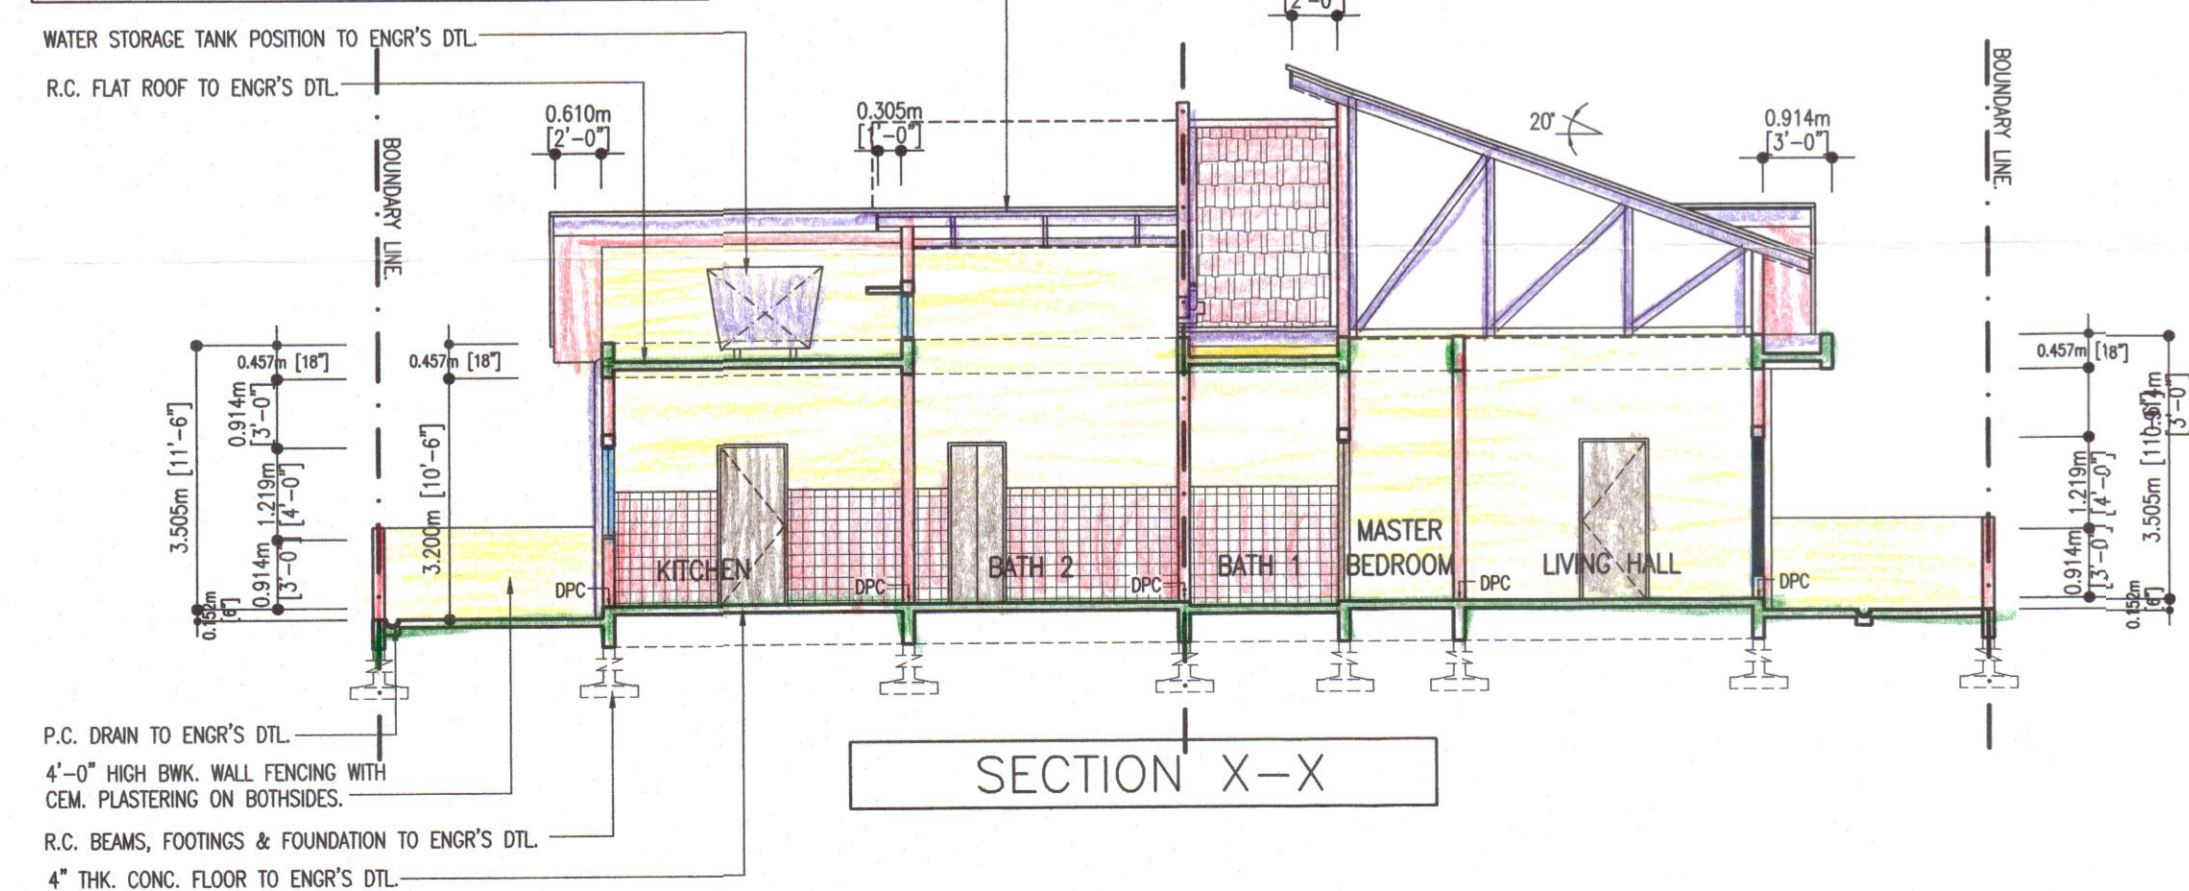 WATER STORAGE TANK POSITION TO ENGR'S DTL.
R.C. FLAT ROOF TO ENGR'S DTL.
BOUNDARY LINE.
0.610m
[2'-0"]
0.305m
[1'-0"]
2'-0"
20°
0.914m
[3'-0"]
BOUNDARY LINE.
0.457m [18"]
0.457m [18"]
3.505m [11'-6"]
0.914m
[3'-0"]
1.219m
[4'-0"]
0.914m
[3'-0"]
0.152m
[6"]
3.200m [10'-6"]
KITCHEN
BATH 2
BATH 1
MASTER
BEDROOM
LIVING HALL
DPC
DPC
DPC
DPC
DPC
0.457m [18"]
3'-0"
1.219m
[4'-0"]
3.505m
0.914m
[3'-0"]
0.152m
[6"]
P.C. DRAIN TO ENGR'S DTL.
4'-0" HIGH BWK. WALL FENCING WITH
CEM. PLASTERING ON BOTHSIDES.
R.C. BEAMS, FOOTINGS & FOUNDATION TO ENGR'S DTL.
4" THK. CONC. FLOOR TO ENGR'S DTL.
SECTION X-X